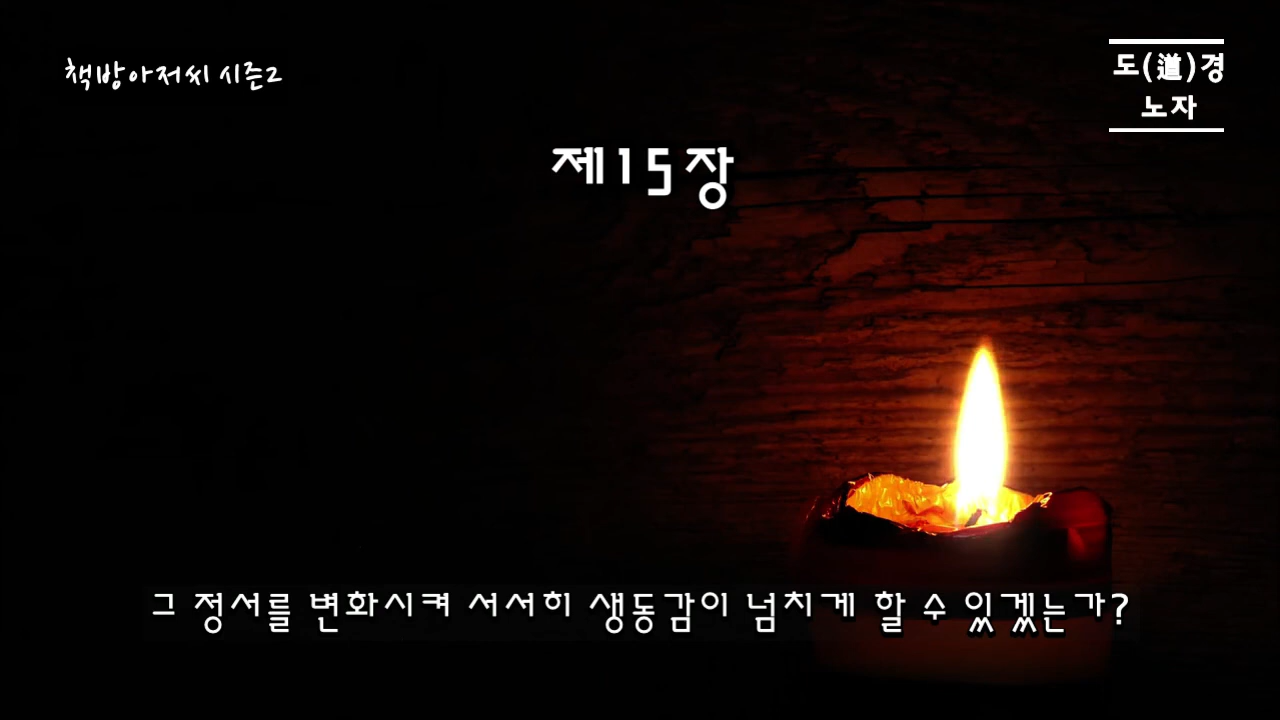 책방아저씨 시즌2
도(道)경
노자
제15장
그 정서를 변화시켜 서서히 생동감이 넘치게 할 수 있겠는가?